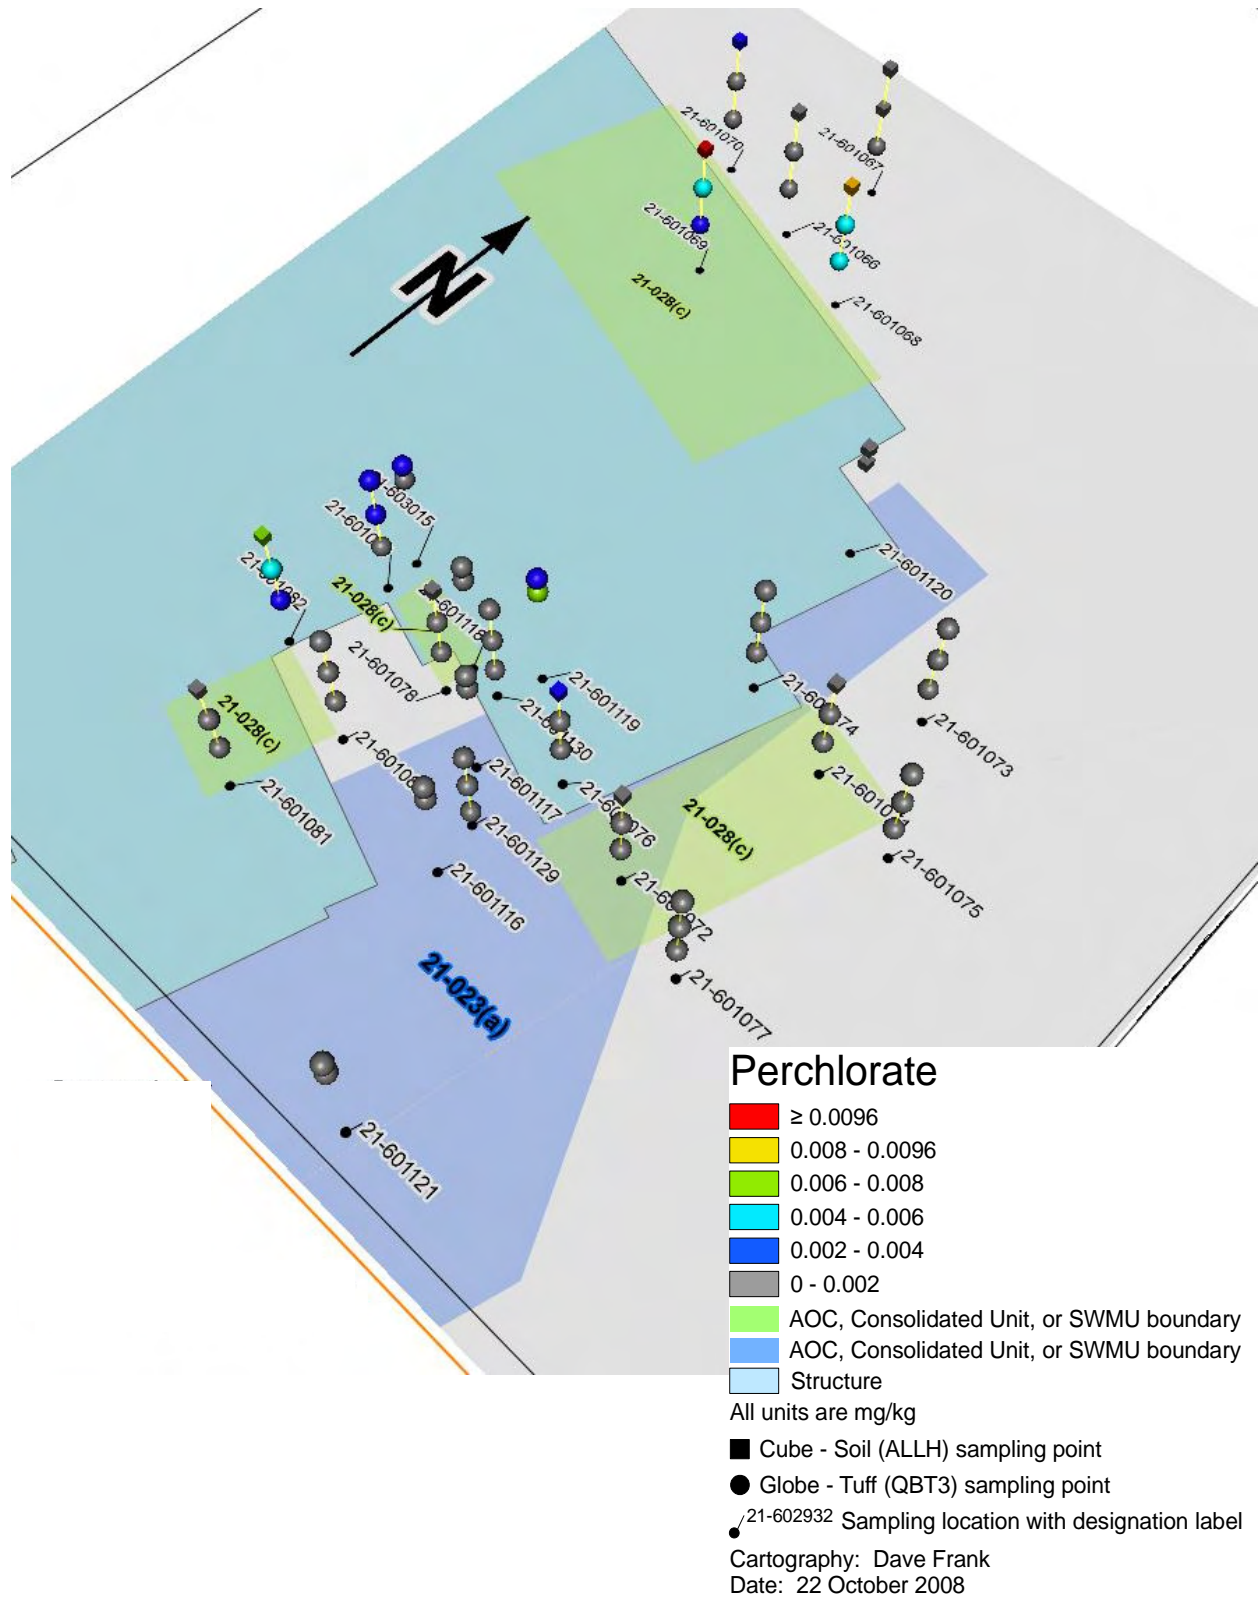 21-601070
21-601067
21-601069
21-601066
21-028(c)
21-601068
N
21-603015
21-601120
21-028(c)
21-601078
21-601119
21-028(c)
21-601073
21-601117
21-601081
21-601129
21-028(c)
21-601075
21-601116
21-023(a)
21-601077
21-601121
Perchlorate
≥ 0.0096
0.008 - 0.0096
0.006 - 0.008
0.004 - 0.006
0.002 - 0.004
0 - 0.002
AOC, Consolidated Unit, or SWMU boundary
AOC, Consolidated Unit, or SWMU boundary
Structure
All units are mg/kg
Cube - Soil (ALLH) sampling point
Globe - Tuff (QBT3) sampling point
21-602932 Sampling location with designation label
Cartography: Dave Frank
Date: 22 October 2008